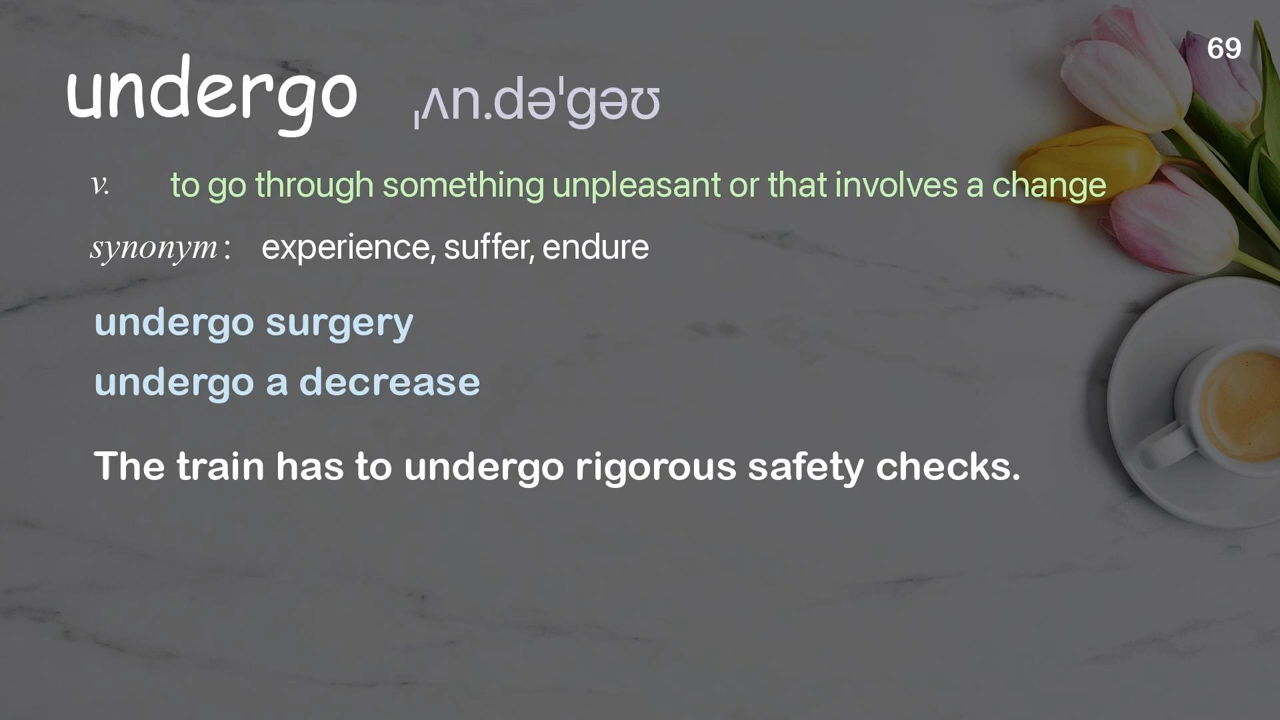 69
undergo ˌʌn.dəˈɡəʊ
v. to go through something unpleasant or that involves a change
synonym : experience, suffer, endure
undergo surgery
undergo a decrease
The train has to undergo rigorous safety checks.